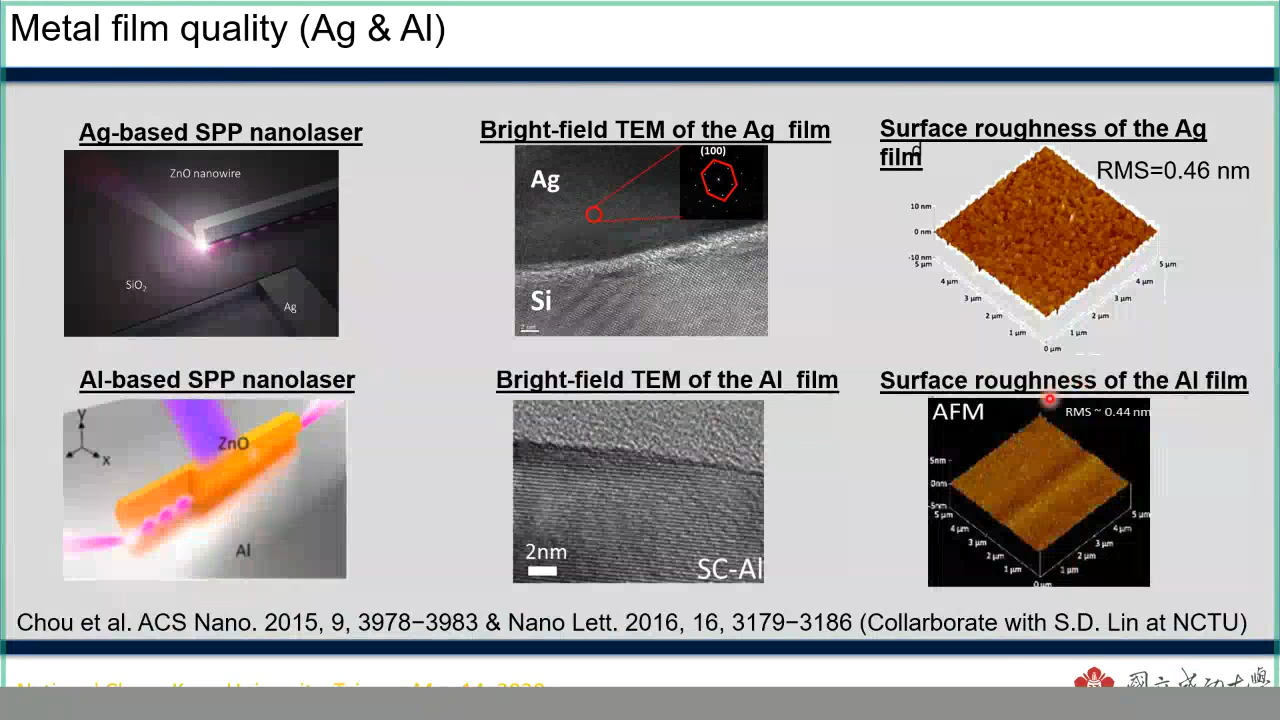 Metal film quality (Ag & Al)
Ag-based SPP nanolaser
ZnO nanowire
SiO2
Ag
Bright-field TEM of the Ag  film
Ag
(100)
Si
Surface roughness of the Ag
film
RMS=0.46 nm
10 nm
0 nm
-10 nm
5 µm
4 µm
3 µm
2 µm
1 µm
0 µm
1 µm
2 µm
3 µm
4 µm
5 µm
Al-based SPP nanolaser
Y
X
ZnO
Al
Bright-field TEM of the Al  film
2nm
SC-Al
Surface roughness of the Al film
AFM
RMS ~ 0.44 nm
5nm
0nm
-5nm
5 µm
4 µm
3 µm
2 µm
1 µm
0 µm
1 µm
2 µm
3 µm
4 µm
5 µm
Chou et al. ACS Nano. 2015, 9, 3978−3983 & Nano Lett. 2016, 16, 3179−3186 (Collarborate with S.D. Lin at NCTU)
國立成功大學